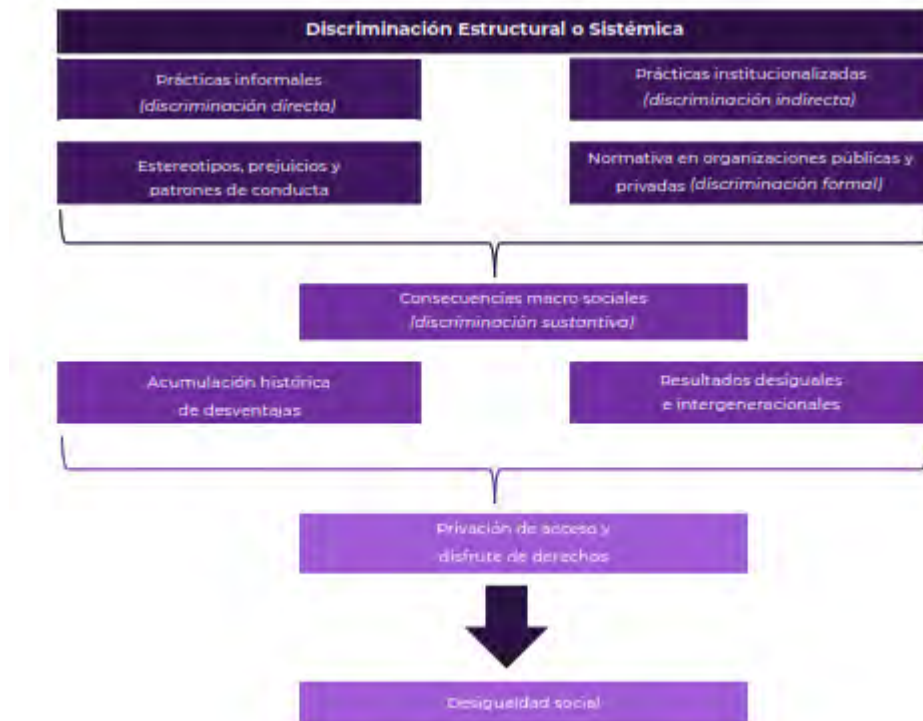 Discriminación Estructural o Sistémica
Prácticas informales
(discriminación directa)
Prácticas institucionalizadas
(discriminación indirecta)
Estereotipos, prejuicios y
patrones de conducta
Normativa en organizaciones públicas y
privadas (discriminación formal)
Consecuencias macro sociales
(discriminación sustantiva)
Acumulación histórica
de desventajas
Resultados desiguales
e intergeneracionales
Privación de acceso y
disfrute de derechos
Desigualdad social